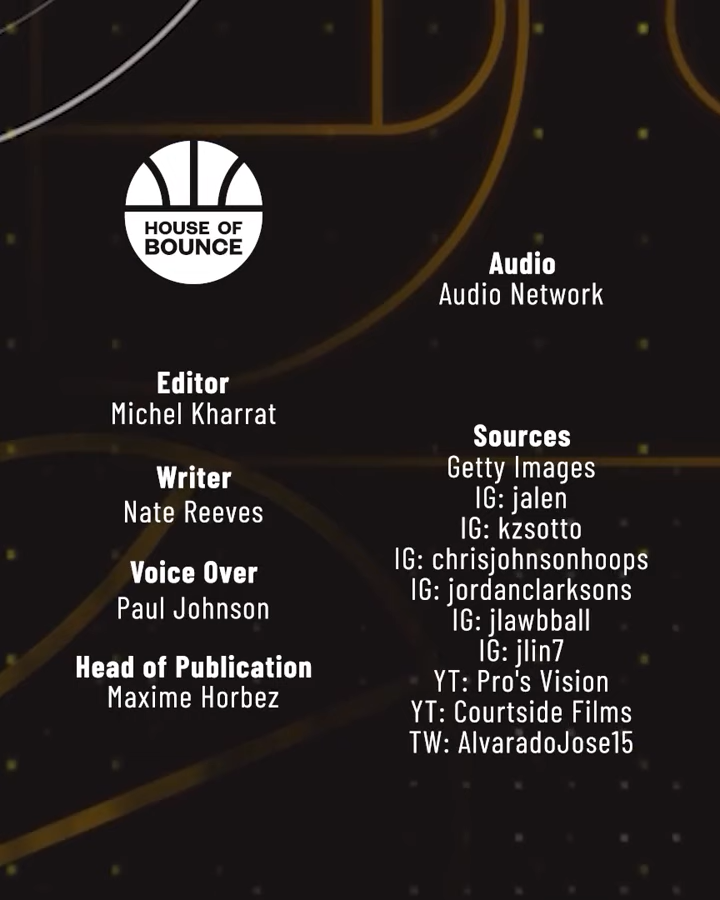 HOUSE OF
BOUNCE
Editor
Michel Kharrat
Writer
Nate Reeves
Voice Over
Paul Johnson
Head of Publication
Maxime Horbez
Audio
Audio Network
Sources
Getty Images
IG: jalen
IG: kzsotto
IG: chrisjohnsonhoops
IG: jordanclarksons
IG: jlawbball
IG: jlin7
YT: Pro's Vision
YT: Courtside Films
TW: AlvaradoJose15